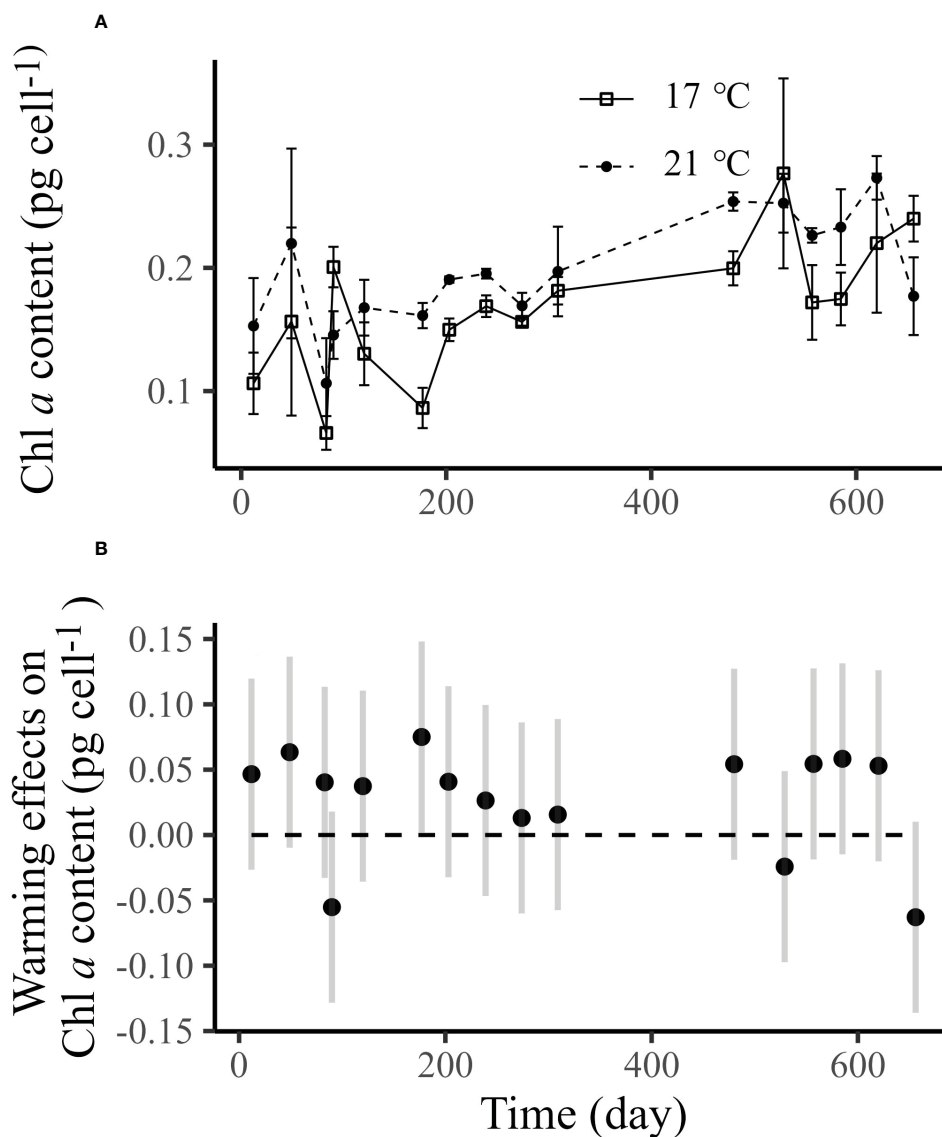 A
Chl a content (pg cell-1)
0.3
0.2
0.1
17 °C
21 °C
0 200 400 600
B
Warming effects on
Chl a content (pg cell-1 )
0.15
0.10
0.05
0.00
-0.05
-0.10
-0.15
0 200 400 600
Time (day)